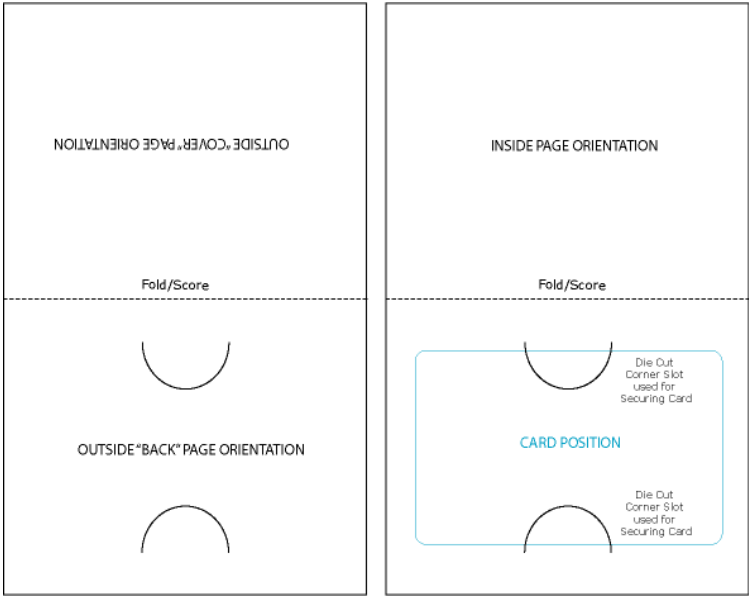 OUTSIDE "COVER" PAGE ORIENTATION
Fold/Score
OUTSIDE "BACK" PAGE ORIENTATION
INSIDE PAGE ORIENTATION
Fold/Score
Die Cut
Corner Slot
used for
Securing Card
CARD POSITION
Die Cut
Corner Slot
used for
Securing Card